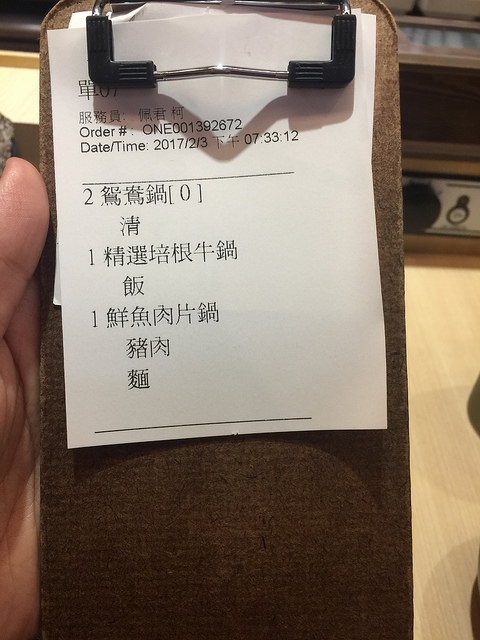 單07
服務員: 佩君 柯
Order #: ONE001392672
Date/Time: 2017/2/3 下午 07:33:12
2 鴛鴦鍋[0]
清
1 精選培根牛鍋
飯
1 鮮魚肉片鍋
豬肉
麵